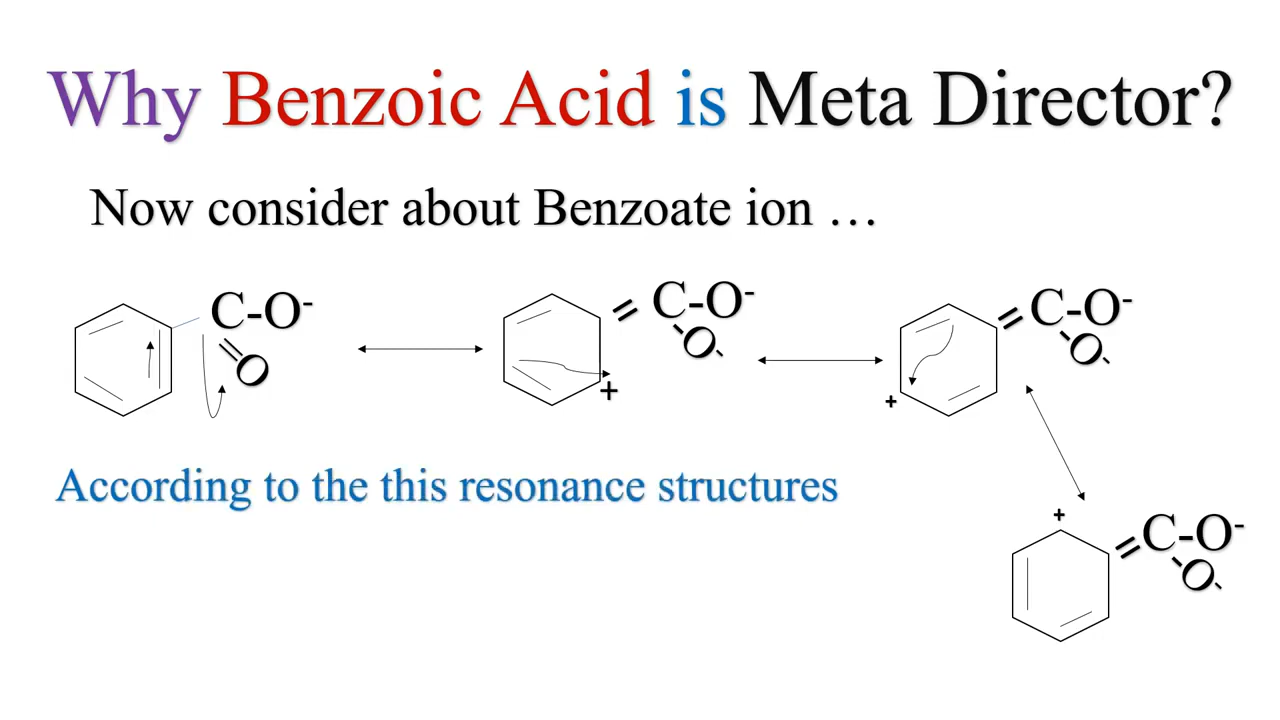 Why Benzoic Acid is Meta Director?
Now consider about Benzoate ion …
C-O-
O
+
= C-O-
-O-
+
= C-O-
-O-
According to the this resonance structures
+
= C-O-
-O-